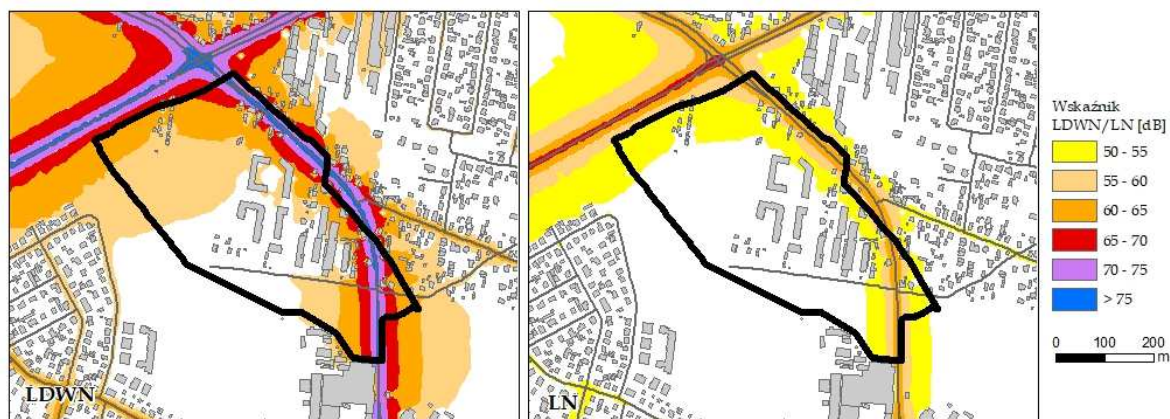 LDWN
LN
Wskaźnik
LDWN/LN [dB]
50 - 55
55 - 60
60 - 65
65 - 70
70 - 75
> 75
0 100 200
m